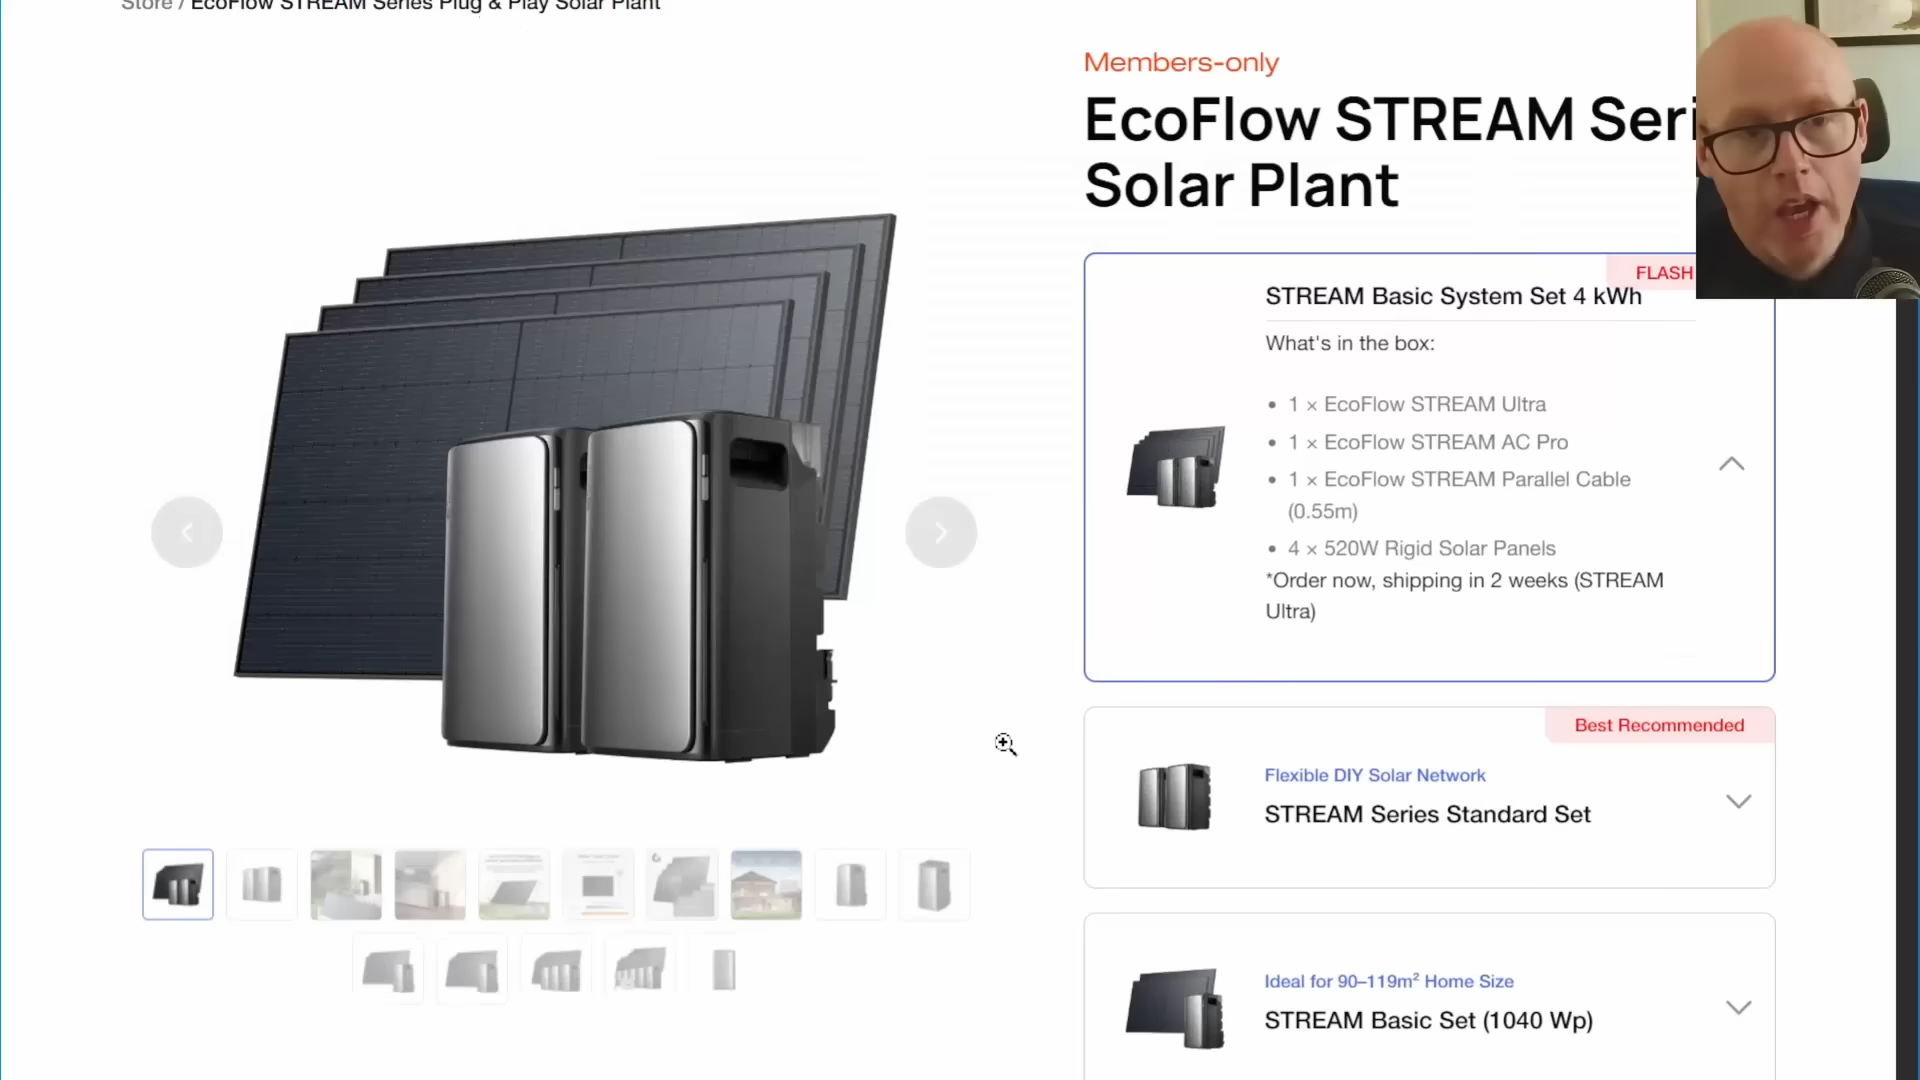 Store / EcoFlow STREAM Series Plug & Play Solar Plant
Members-only
EcoFlow STREAM Seri
Solar Plant
FLASH
STREAM Basic System Set 4 kWh
What's in the box:
• 1 × EcoFlow STREAM Ultra
• 1 × EcoFlow STREAM AC Pro
• 1 × EcoFlow STREAM Parallel Cable
(0.55m)
• 4 × 520W Rigid Solar Panels
*Order now, shipping in 2 weeks (STREAM
Ultra)
Best Recommended
Flexible DIY Solar Network
STREAM Series Standard Set
Ideal for 90–119m² Home Size
STREAM Basic Set (1040 Wp)